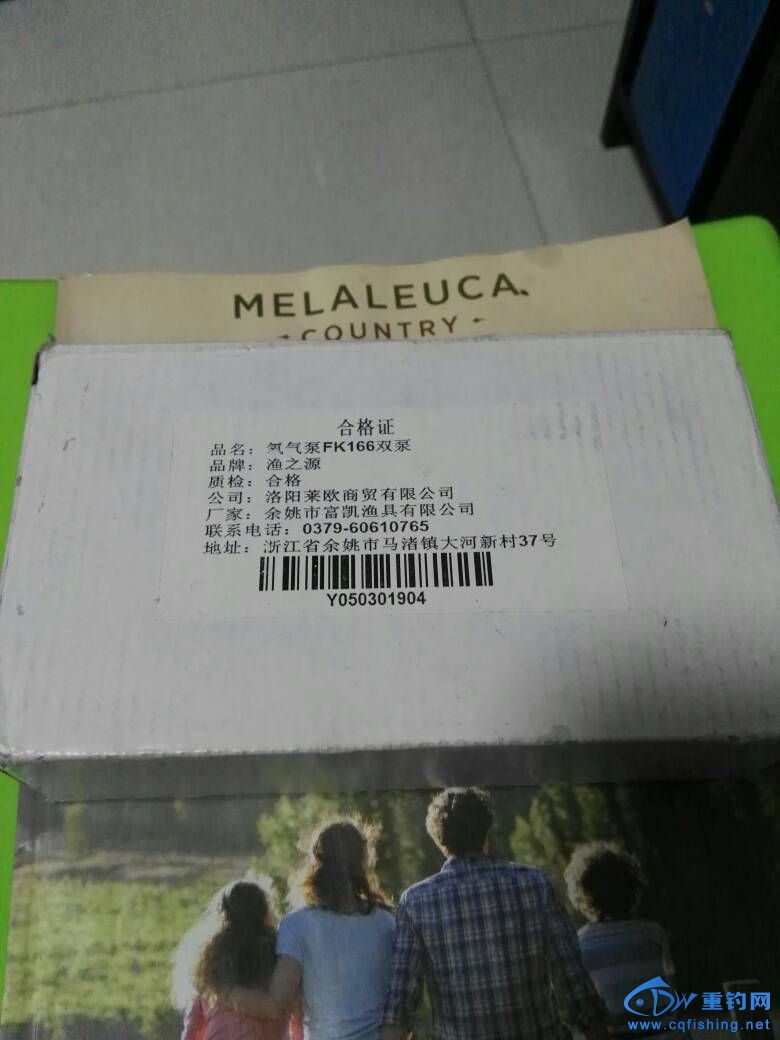 MELALEUCA
COUNTRY
合格证
品名：氧气泵FK166双泵
品牌：渔之源
质检：合格
公司：洛阳莱欧商贸有限公司
厂家：余姚市富凯渔具有限公司
联系电话：0379-60610765
地址：浙江省余姚市马渚镇大河新村37号
Y050301904
重钓网
www.cqfishing.net